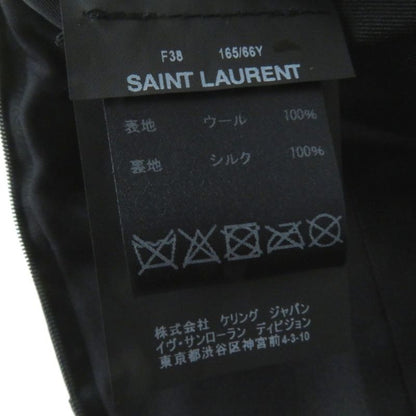 F38 165/66Y
SAINT LAURENT
表地 ウール 100%
裏地 シルク 100%
株式会社 ケリング ジャパン
イヴ・サンローラン ディビジョン
東京都渋谷区神宮前4-3-10